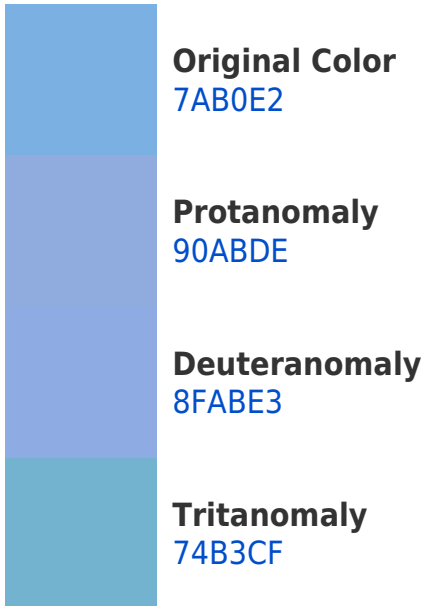 Original Color
7AB0E2
Protanomaly
90ABDE
Deuteranomaly
8FABE3
Tritanomaly
74B3CF